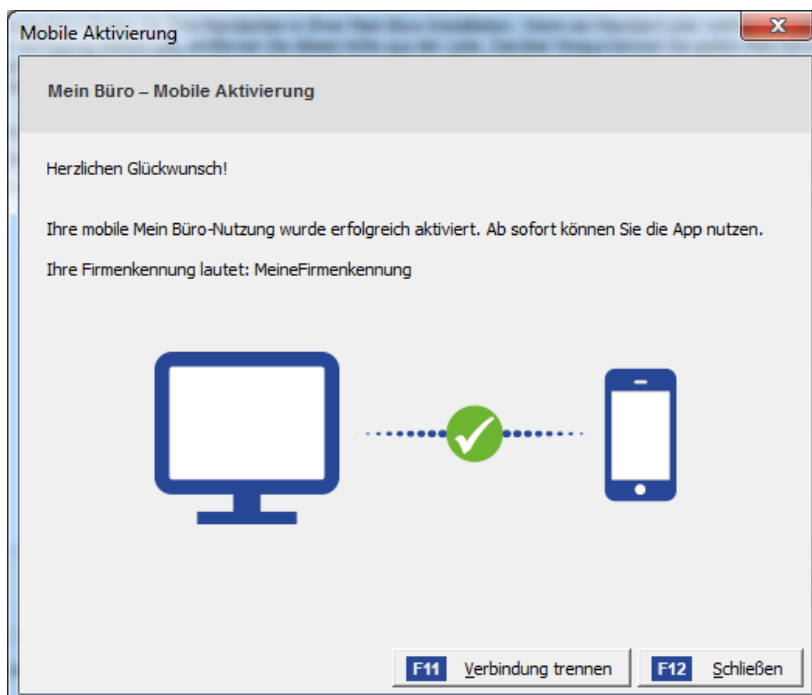 Mobile Aktivierung
Mein Büro – Mobile Aktivierung
Herzlichen Glückwunsch!
Ihre mobile Mein Büro-Nutzung wurde erfolgreich aktiviert. Ab sofort können Sie die App nutzen.
Ihre Firmenkennung lautet: MeineFirmenkennung
F11 Verbindung trennen F12 Schließen